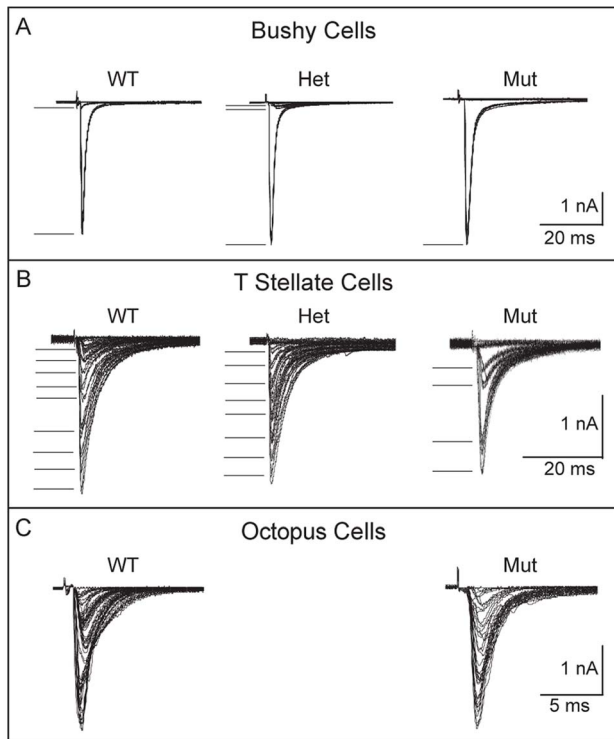 A
Bushy Cells
WT Het Mut
1 nA
20 ms
B
T Stellate Cells
WT Het Mut
1 nA
20 ms
C
Octopus Cells
WT Mut
1 nA
5 ms